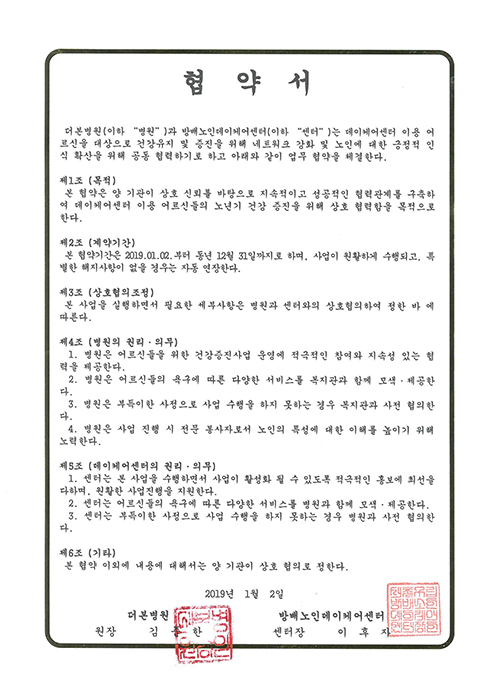 협 약 서
더본병원(이하 "병원")과 방배노인데이케어센터(이하 "센터")는 데이케어센터 이용 어
르신을 대상으로 건강유지 및 증진을 위해 네트워크 강화 및 노인에 대한 긍정적 인
식 확산을 위해 공동 협력하기로 하고 아래와 같이 업무 협약을 체결한다.
제1조 (목적)
본 협약은 양 기관이 상호 신뢰를 바탕으로 지속적이고 성공적인 협력관계를 구축하
여 데이케어센터 이용 어르신들의 노년기 건강 증진을 위해 상호 협력함을 목적으로
한다.
제2조 (계약기간)
본 협약기간은 2019.01.02.부터 동년 12월 31일까지로 하며, 사업이 원활하게 수행되고, 특
별한 해지사항이 없을 경우는 자동 연장한다.
제3조 (상호협의조정)
본 사업을 실행하면서 필요한 세부사항은 병원과 센터와의 상호협의하여 정한 바 에
따른다.
제4조 (병원의 권리·의무)
1. 병원은 어르신들을 위한 건강증진사업 운영에 적극적인 참여와 지속성 있는 협
력을 제공한다.
2. 병원은 어르신들의 욕구에 따른 다양한 서비스를 복지관과 함께 모색·제공한
다.
3. 병원은 부득이한 사정으로 사업 수행을 하지 못하는 경우 복지관과 사전 협의한
다.
4. 병원은 사업 진행 시 전문 봉사자로서 노인의 특성에 대한 이해를 높이기 위해
노력한다.
제5조 (데이케어센터의 권리·의무)
1. 센터는 본 사업을 수행하면서 사업이 활성화 될 수 있도록 적극적인 홍보에 최선을
다하며, 원활한 사업진행을 지원한다.
2. 센터는 어르신들의 욕구에 따른 다양한 서비스를 병원과 함께 모색·제공한다.
3. 센터는 부득이한 사정으로 사업 수행을 하지 못하는 경우 병원과 사전 협의한
다.
제6조 (기타)
본 협약 이외에 내용에 대해서는 양 기관이 상호 협의로 정한다.
2019년 1월 2일
더본병원 방배노인데이케어센터
원장 김 한 센터장 이 후 자